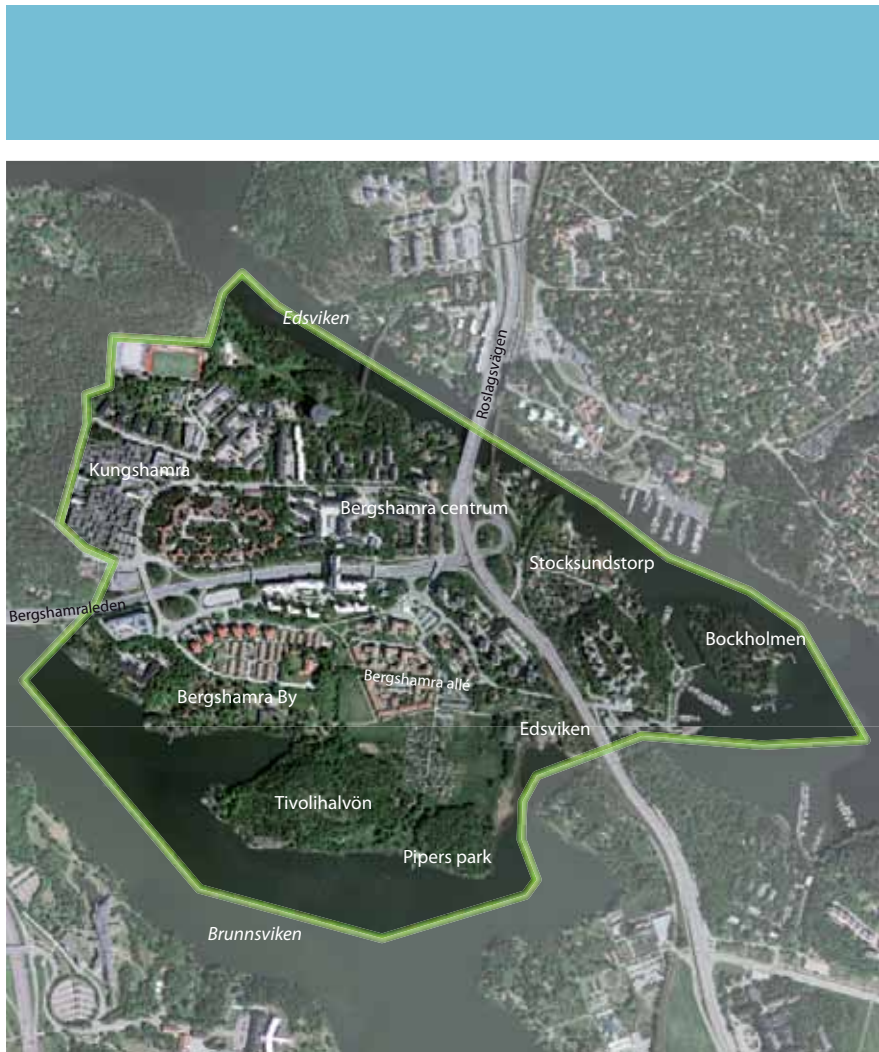 Edsviken
Roslagsvägen
Kungshamra
Bergshamra centrum
Stocksundstorp
Bergshamraleden
Bockholmen
Bergshamra allé
Bergshamra By
Edsviken
Tivolihalvön
Pipers park
Brunnsviken